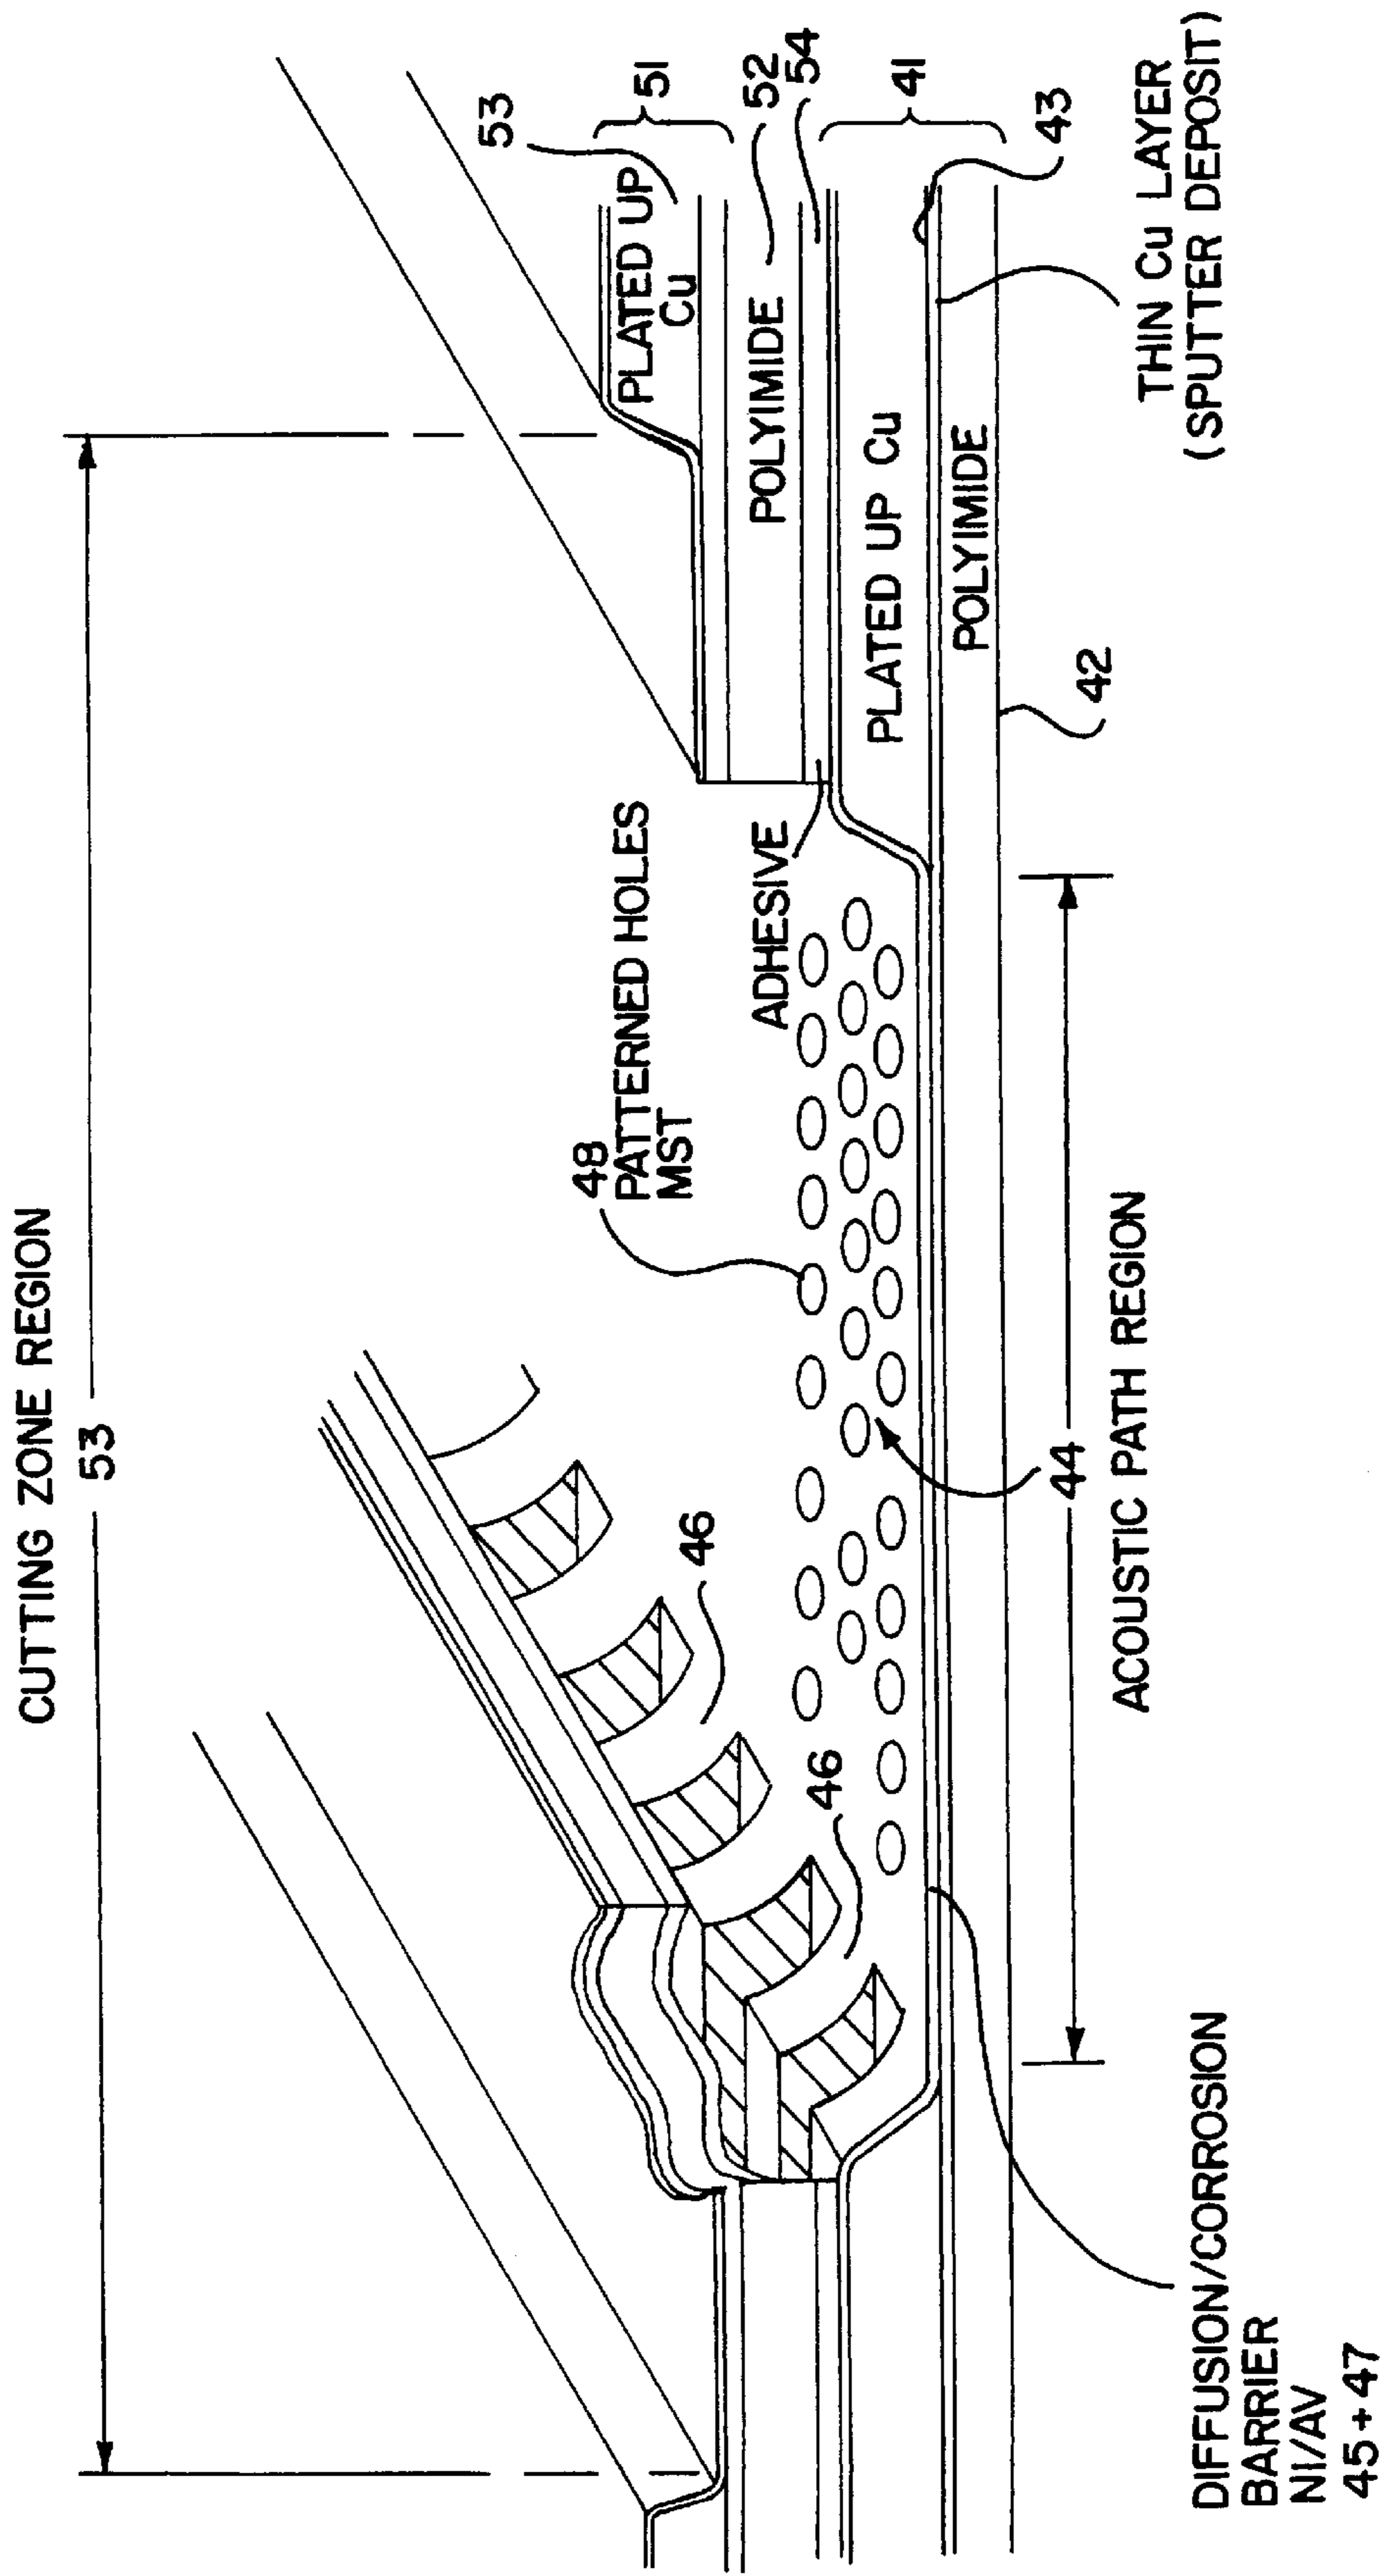 CUTTING ZONE REGION
53
53
PLATED UP
Cu
51
POLYIMIDE
52
54
48
PATTERNED HOLES
MST
ADHESIVE
46
46
PLATED UP Cu
41
POLYIMIDE
43
42
THIN Cu LAYER
(SPUTTER DEPOSIT)
44
ACOUSTIC PATH REGION
DIFFUSION/CORROSION
BARRIER
NI/AV
45+47